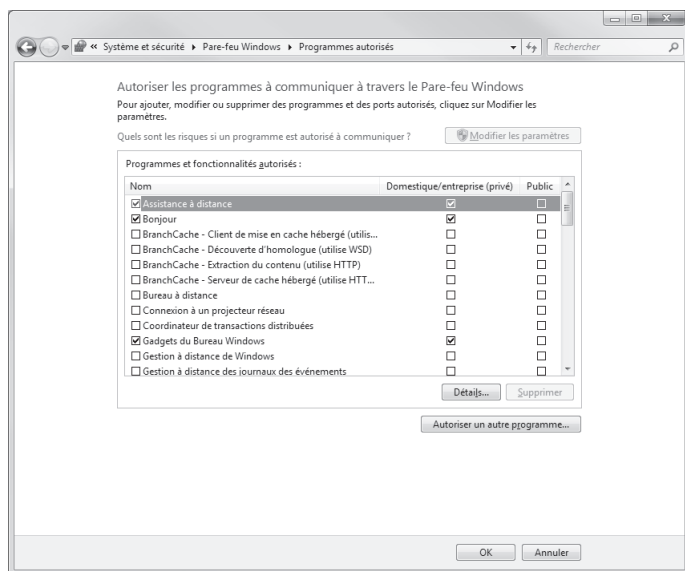 « Système et sécurité ▸ Pare-feu Windows ▸ Programmes autorisés
Rechercher
Autoriser les programmes à communiquer à travers le Pare-feu Windows
Pour ajouter, modifier ou supprimer des programmes et des ports autorisés, cliquez sur Modifier les
paramètres.
Quels sont les risques si un programme est autorisé à communiquer ?
Modifier les paramètres
Programmes et fonctionnalités autorisés :
Nom Domestique/entreprise (privé) Public
Assistance à distance
Bonjour
BranchCache - Client de mise en cache hébergé (utilis...
BranchCache - Découverte d'homologue (utilise WSD)
BranchCache - Extraction du contenu (utilise HTTP)
BranchCache - Serveur de cache hébergé (utilise HTT...
Bureau à distance
Connexion à un projecteur réseau
Coordinateur de transactions distribuées
Gadgets du Bureau Windows
Gestion à distance de Windows
Gestion à distance des journaux des événements
Détails... Supprimer
Autoriser un autre programme...
OK Annuler